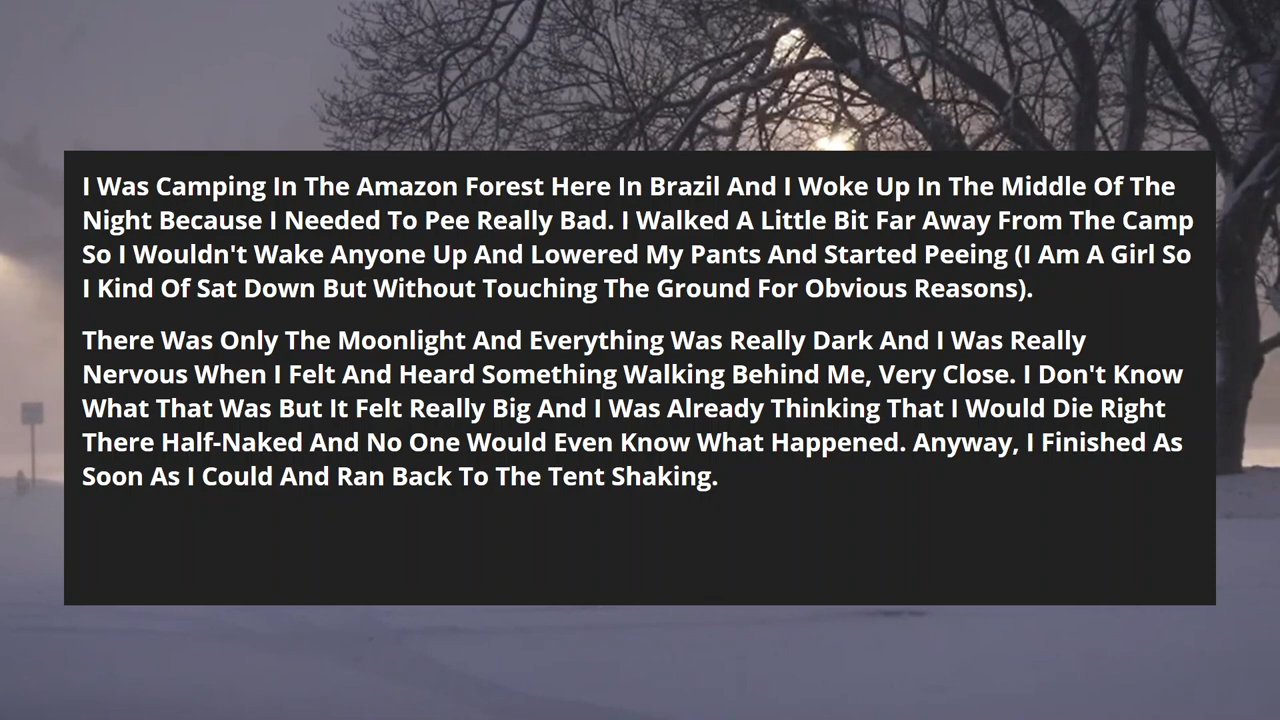 I Was Camping In The Amazon Forest Here In Brazil And I Woke Up In The Middle Of The
Night Because I Needed To Pee Really Bad. I Walked A Little Bit Far Away From The Camp
So I Wouldn't Wake Anyone Up And Lowered My Pants And Started Peeing (I Am A Girl So
I Kind Of Sat Down But Without Touching The Ground For Obvious Reasons).
There Was Only The Moonlight And Everything Was Really Dark And I Was Really
Nervous When I Felt And Heard Something Walking Behind Me, Very Close. I Don't Know
What That Was But It Felt Really Big And I Was Already Thinking That I Would Die Right
There Half-Naked And No One Would Even Know What Happened. Anyway, I Finished As
Soon As I Could And Ran Back To The Tent Shaking.